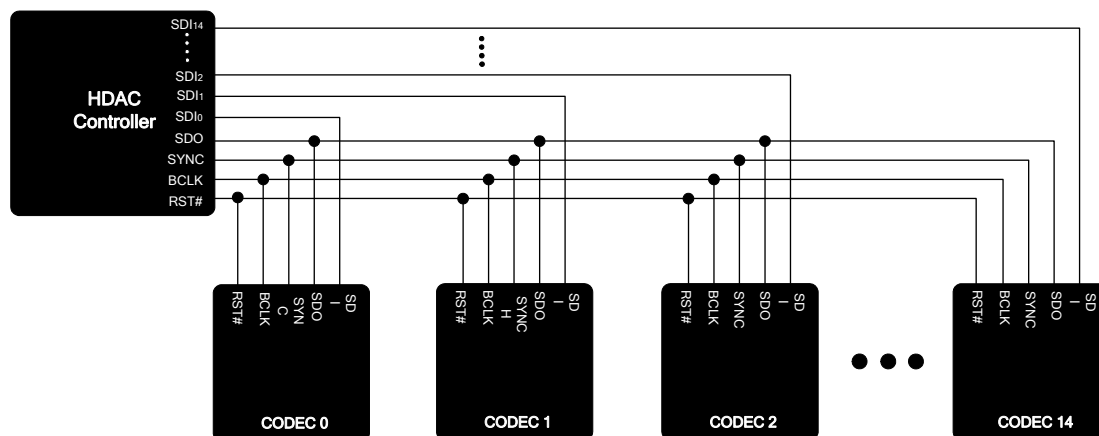 SDI14
SDI2
HDAC
Controller
SDI1
SDI0
SDO
SYNC
BCLK
RST#
RST#
BCLK
SYN
C
SDO
SD
I
CODEC 0
RST#
BCLK
SYNC
H
SDO
SD
I
CODEC 1
RST#
BCLK
SYNC
SDO
SD
I
CODEC 2
RST#
BCLK
SYNC
SDO
SD
I
CODEC 14